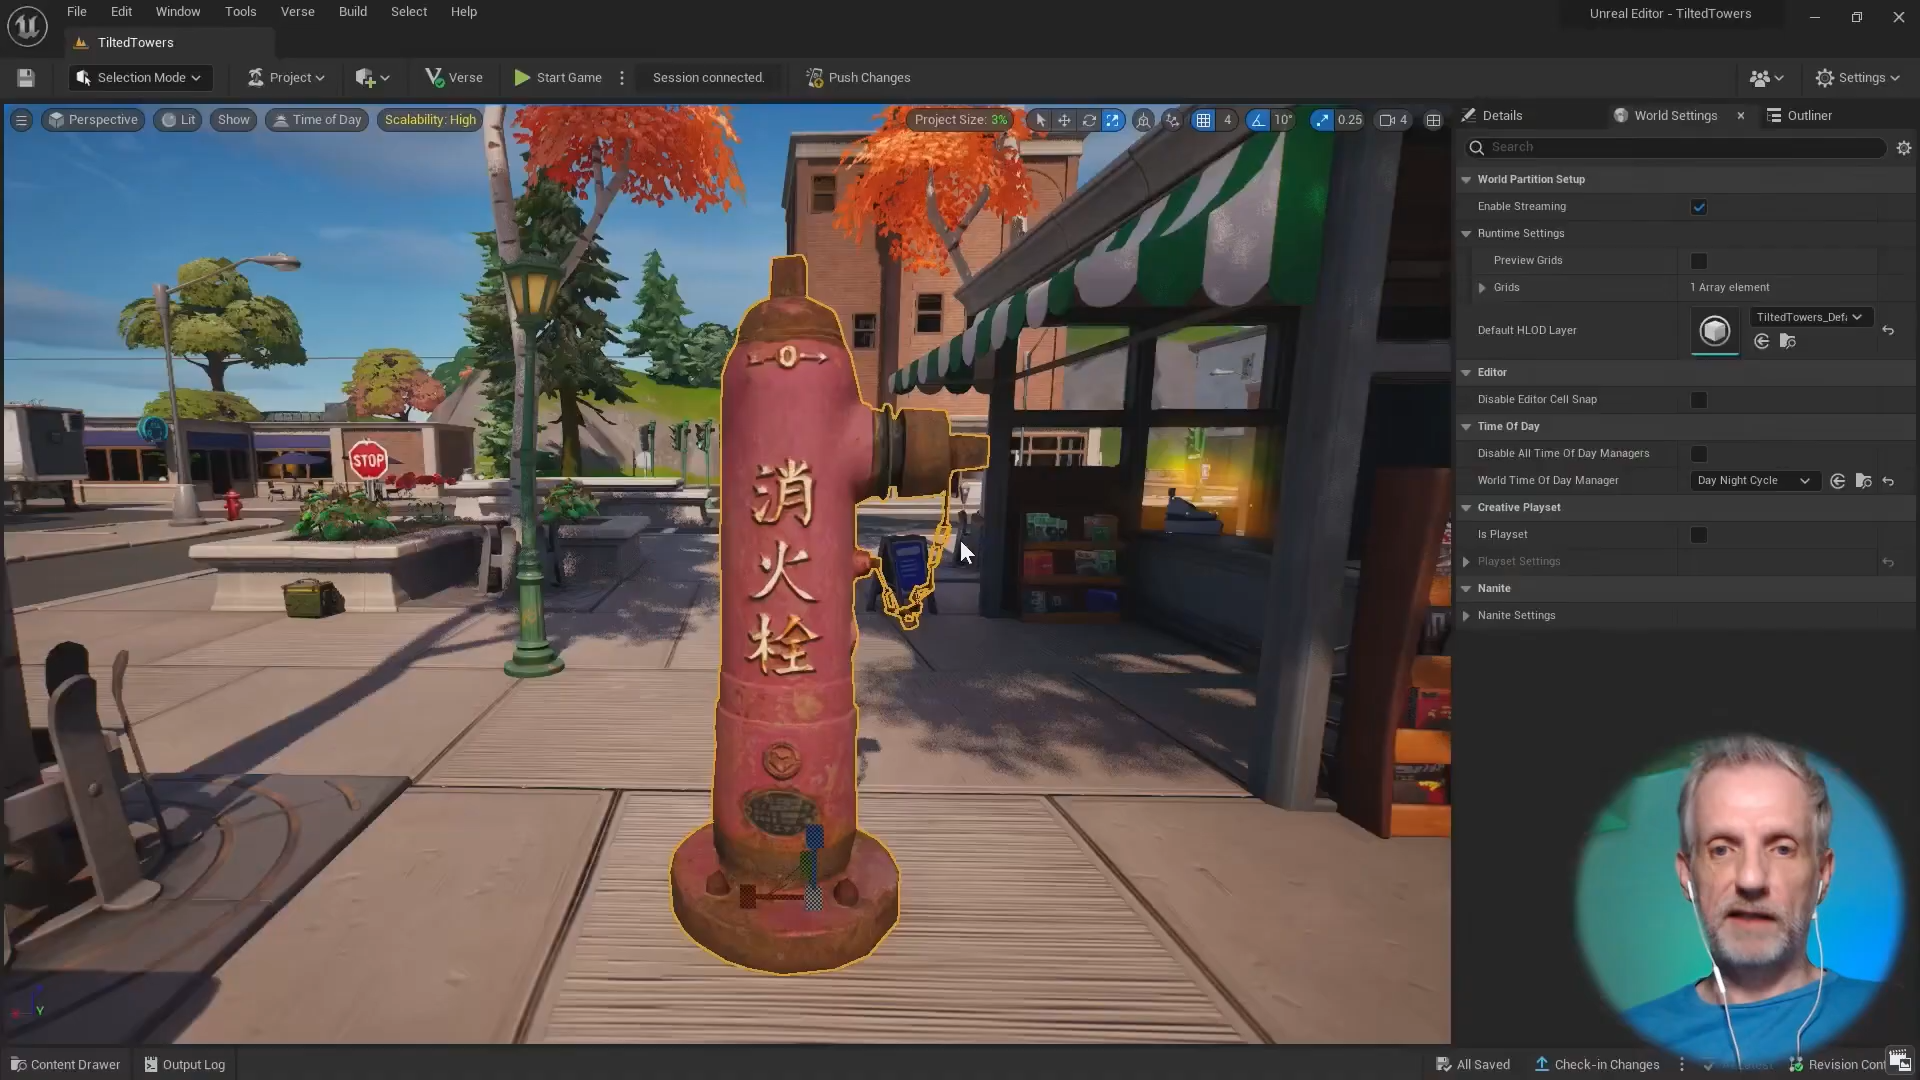 File Edit Window Tools Verse Build Select Help
Unreal Editor - TiltedTowers
TiltedTowers
Selection Mode
Project
Verse
Start Game
Session connected.
Push Changes
Settings
Perspective
Lit
Show
Time of Day
Scalability: High
Project Size: 3%
4
10°
0.25
4
Details
World Settings
Outliner
Search
World Partition Setup
Enable Streaming
Runtime Settings
Preview Grids
Grids
1 Array element
Default HLOD Layer
TiltedTowers_Defa
Editor
Disable Editor Cell Snap
Time Of Day
Disable All Time Of Day Managers
World Time Of Day Manager
Day Night Cycle
Creative Playset
Is Playset
Playset Settings
Nanite
Nanite Settings
STOP
消
火
栓
Y
Content Drawer
Output Log
All Saved
Check-in Changes
Revision Cont